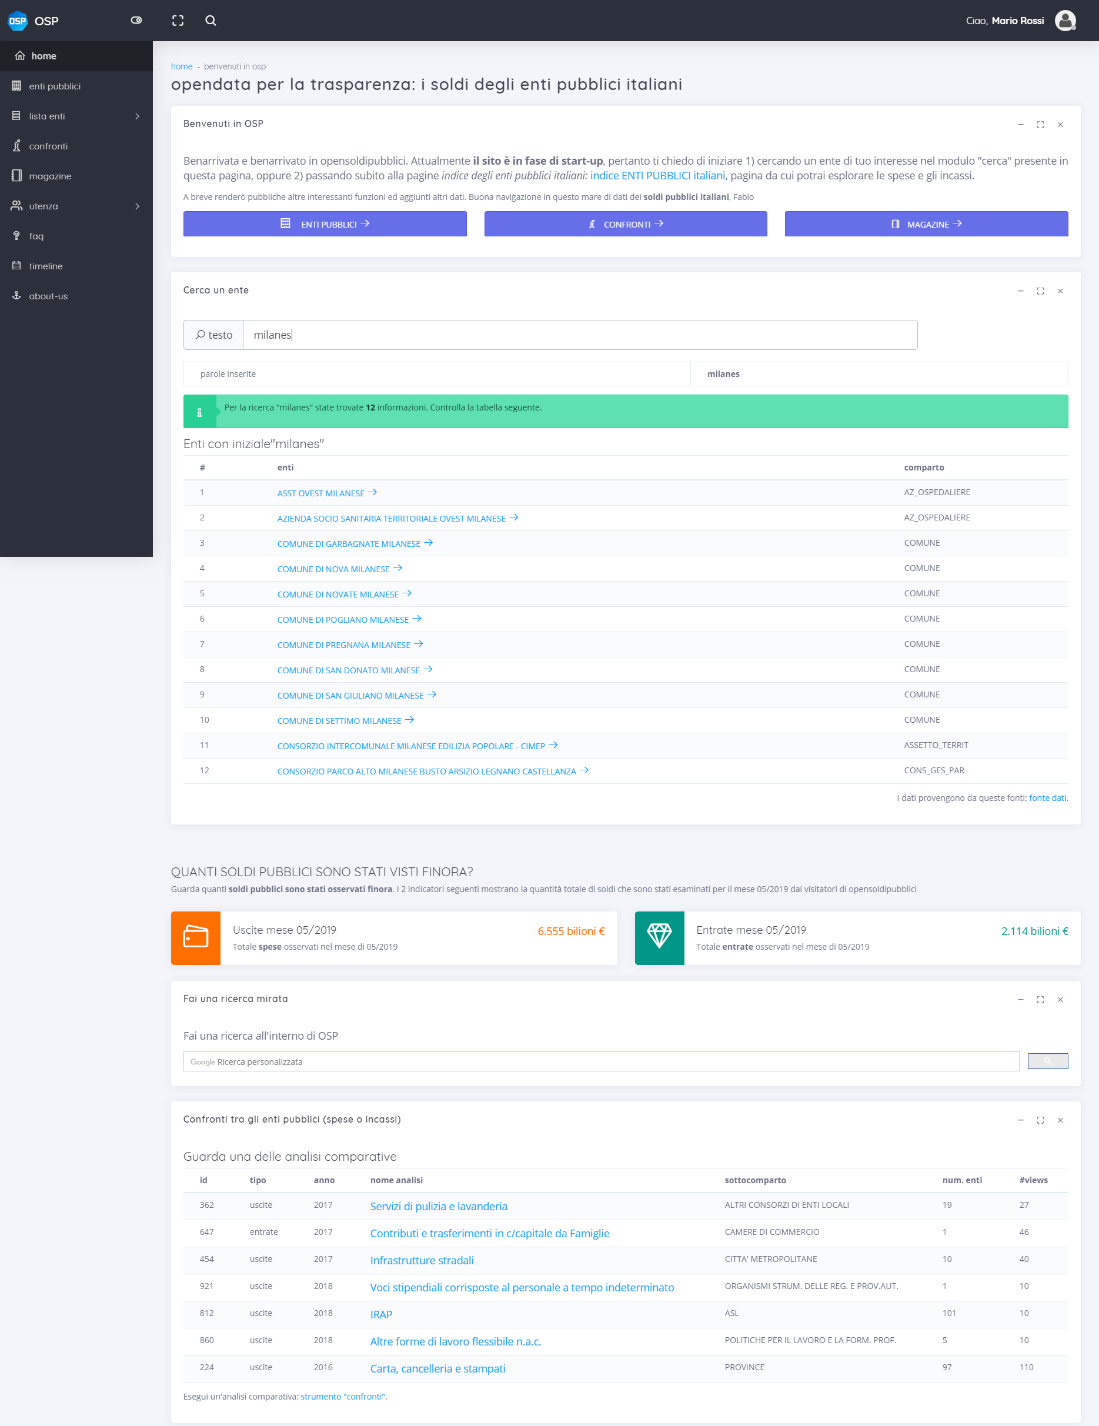 OSP OSP
Ciao, Mario Rossi
home
enti pubblici
lista enti
confronti
magazine
utenza
faq
timeline
about-us
home - benvenuti in osp
opendata per la trasparenza: i soldi degli enti pubblici italiani
Benvenuti in OSP
Benarrivata e benarrivato in opensoldipubblici. Attualmente il sito è in fase di start-up, pertanto ti chiedo di iniziare 1) cercando un ente di tuo interesse nel modulo "cerca" presente in
questa pagina, oppure 2) passando subito alla pagina indice degli enti pubblici italiani: indice ENTI PUBBLICI italiani, pagina da cui potrai esplorare le spese e gli incassi.
A breve renderò pubbliche altre interessanti funzioni ed aggiunti altri dati. Buona navigazione in questo mare di dati dei soldi pubblici italiani, Fabio
ENTI PUBBLICI
CONFRONTI
MAGAZINE
Cerca un ente
testo milanes
parole inserite milanes
Per la ricerca "milanes" state trovate 12 informazioni. Controlla la tabella seguente.
Enti con iniziale"milanes"
# enti comparto
1 ASST OVEST MILANESE AZ_OSPEDALIERE
2 AZIENDA SOCIO SANITARIA TERRITORIALE OVEST MILANESE AZ_OSPEDALIERE
3 COMUNE DI GARBAGNATE MILANESE COMUNE
4 COMUNE DI NOVA MILANESE COMUNE
5 COMUNE DI NOVATE MILANESE COMUNE
6 COMUNE DI POGLIANO MILANESE COMUNE
7 COMUNE DI PREGNANA MILANESE COMUNE
8 COMUNE DI SAN DONATO MILANESE COMUNE
9 COMUNE DI SAN GIULIANO MILANESE COMUNE
10 COMUNE DI SETTIMO MILANESE COMUNE
11 CONSORZIO INTERCOMUNALE MILANESE EDILIZIA POPOLARE - CIMEP ASSETTO_TERRIT
12 CONSORZIO PARCO ALTO MILANESE BUSTO ARSIZIO LEGNANO CASTELLANZA CONS_GES_PAR
I dati provengono da queste fonti: fonte dati.
QUANTI SOLDI PUBBLICI SONO STATI VISTI FINORA?
Guarda quanti soldi pubblici sono stati osservati finora. I 2 indicatori seguenti mostrano la quantità totale di soldi che sono stati esaminati per il mese 05/2019 dai visitatori di opensoldipubblici
Uscite mese 05/2019 6.555 bilioni €
Totale spese osservati nel mese di 05/2019
Entrate mese 05/2019 2.114 bilioni €
Totale entrate osservati nel mese di 05/2019
Fai una ricerca mirata
Fai una ricerca all'interno di OSP
Google Ricerca personalizzata
Confronti tra gli enti pubblici (spese o incassi)
Guarda una delle analisi comparative
id tipo anno nome analisi sottocomparto num. enti #views
362 uscite 2017 Servizi di pulizia e lavanderia ALTRI CONSORZI DI ENTI LOCALI 19 27
647 entrate 2017 Contributi e trasferimenti in c/capitale da Famiglie CAMERE DI COMMERCIO 1 46
454 uscite 2017 Infrastrutture stradali CITTA' METROPOLITANE 10 40
921 uscite 2018 Voci stipendiali corrisposte al personale a tempo indeterminato ORGANISMI STRUM. DELLE REG. E PROV.AUT. 1 10
812 uscite 2018 IRAP ASL 101 10
860 uscite 2018 Altre forme di lavoro flessibile n.a.c. POLITICHE PER IL LAVORO E LA FORM. PROF. 5 10
224 uscite 2016 Carta, cancelleria e stampati PROVINCE 97 110
Esegui un'analisi comparativa: strumento "confronti".